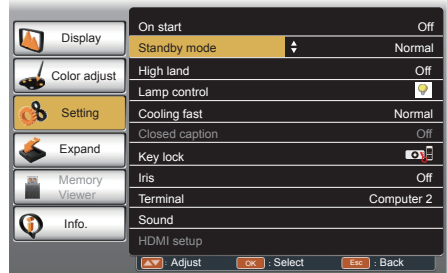 Display
Color adjust
Setting
Expand
Memory
Viewer
Info.
On start Off
Standby mode Normal
High land Off
Lamp control
Cooling fast Normal
Closed caption Off
Key lock
Iris Off
Terminal Computer 2
Sound
HDMI setup
: Adjust OK : Select Esc : Back